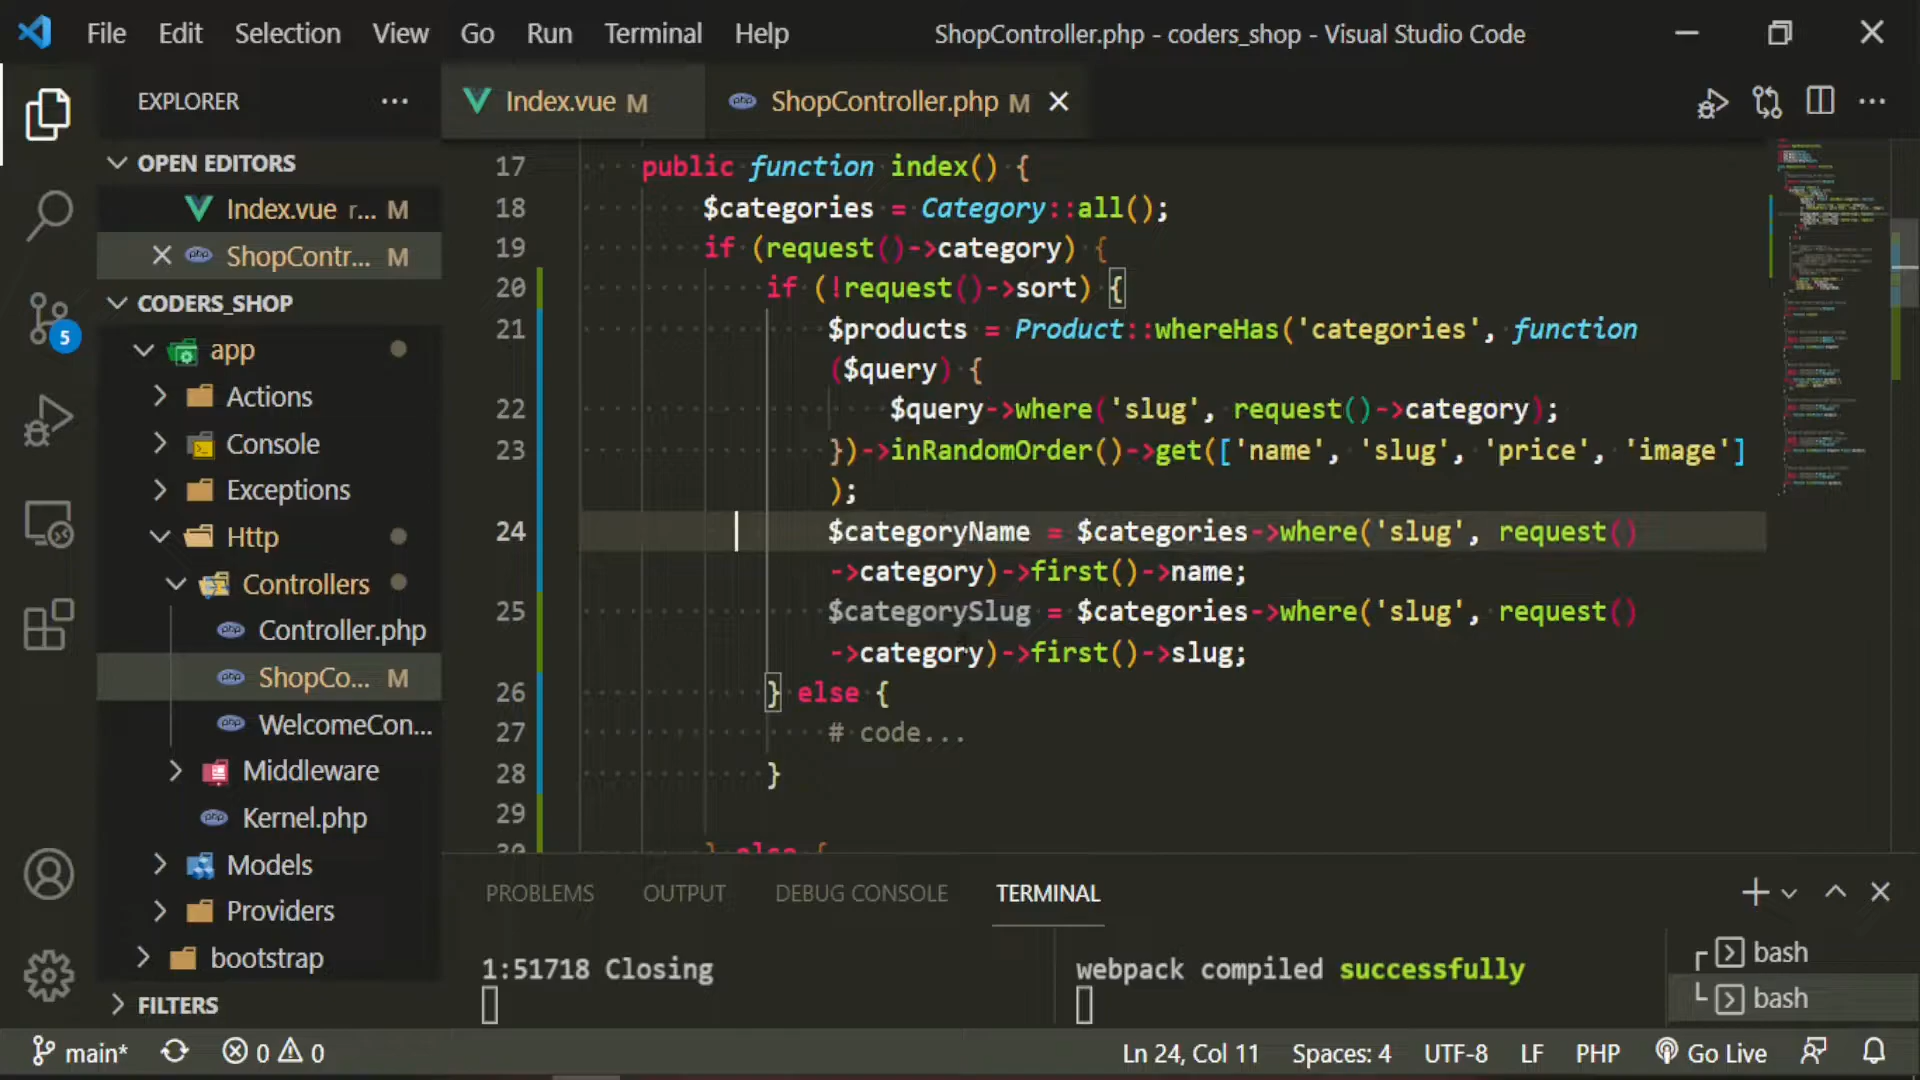 File Edit Selection View Go Run Terminal Help
ShopController.php - coders_shop - Visual Studio Code
EXPLORER
Index.vue M
ShopController.php M
OPEN EDITORS
Index.vue r... M
ShopContr... M
CODERS_SHOP
app
Actions
Console
Exceptions
Http
Controllers
Controller.php
ShopCo... M
WelcomeCon...
Middleware
Kernel.php
Models
Providers
bootstrap
FILTERS
5
17 public function index() {
18 $categories = Category::all();
19 if (request()->category) {
20 if (!request()->sort) {
21 $products = Product::whereHas('categories', function
($query) {
22 $query->where('slug', request()->category);
23 })->inRandomOrder()->get(['name', 'slug', 'price', 'image']
);
24 $categoryName = $categories->where('slug', request()
->category)->first()->name;
25 $categorySlug = $categories->where('slug', request()
->category)->first()->slug;
26 } else {
27 # code...
28 }
29
30 } else {
PROBLEMS OUTPUT DEBUG CONSOLE TERMINAL
1:51718 Closing
webpack compiled successfully
bash
bash
main* 0 0
Ln 24, Col 11 Spaces: 4 UTF-8 LF PHP Go Live